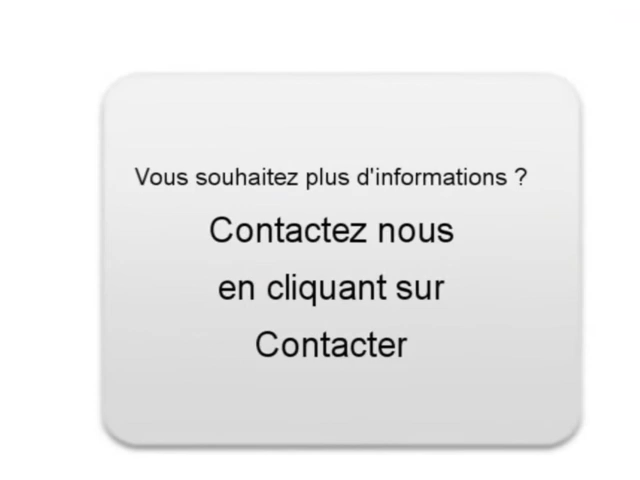 Vous souhaitez plus d'informations ?
Contactez nous
en cliquant sur
Contacter